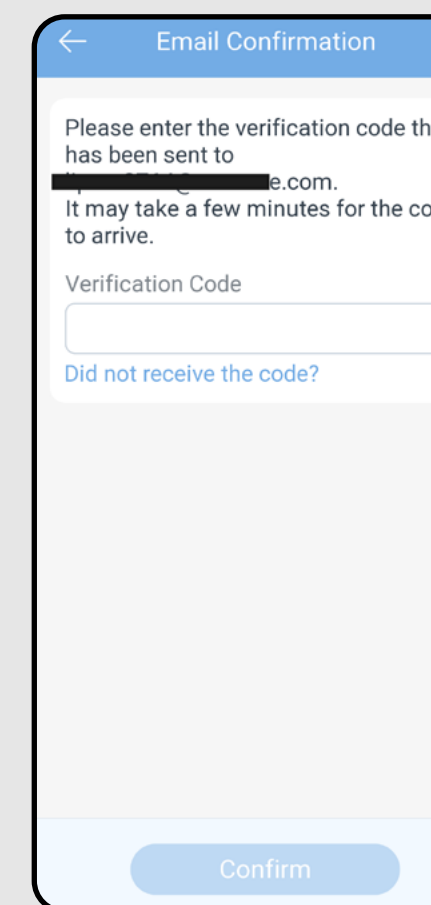 Email Confirmation
Please enter the verification code th
has been sent to
e.com.
It may take a few minutes for the co
to arrive.
Verification Code
Did not receive the code?
Confirm